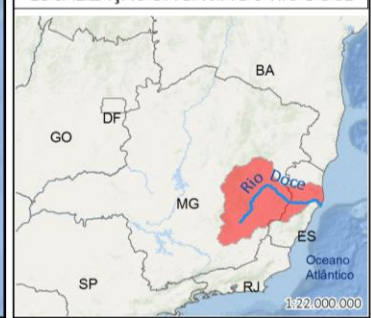 BA
DF
GO
Rio Doce
MG
ES
Oceano
Atlântico
SP
RJ
1:22.000.000